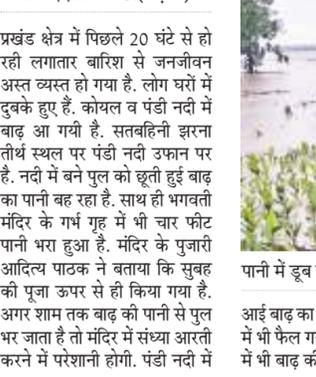 प्रखंड क्षेत्र में पिछले 20 घंटे से हो
रही लगातार बारिश से जनजीवन
अस्त व्यस्त हो गया है. लोग घरों में
दुबके हुए हैं. कोयल व पंडी नदी में
बाढ़ आ गयी है. सतबहिनी झरना
तीर्थ स्थल पर पंडी नदी उफान पर
है. नदी में बने पुल को छूती हुई बाढ़
का पानी बह रहा है. साथ ही भगवती
मंदिर के गर्भ गृह में भी चार फीट
पानी भरा हुआ है. मंदिर के पुजारी
आदित्य पाठक ने बताया कि सुबह
की पूजा ऊपर से ही किया गया है.
अगर शाम तक बाढ़ की पानी से पुल
भर जाता है तो मंदिर में संध्या आरती
करने में परेशानी होगी. पंडी नदी में
पानी में डूब
आई बाढ़ का
में भी फैल
में भी बाढ़